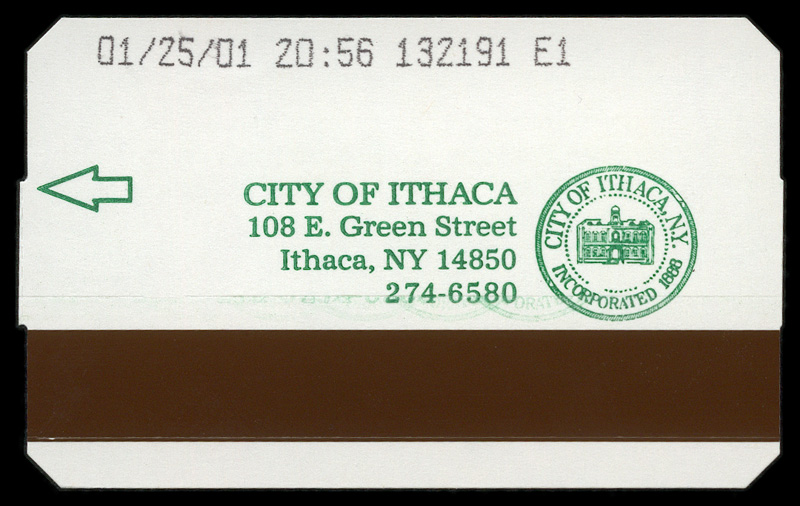 01/25/01 20:56 132191 E1
CITY OF ITHACA
108 E. Green Street
Ithaca, NY 14850
274-6580
CITY OF ITHACA, N.Y.
INCORPORATED 1888